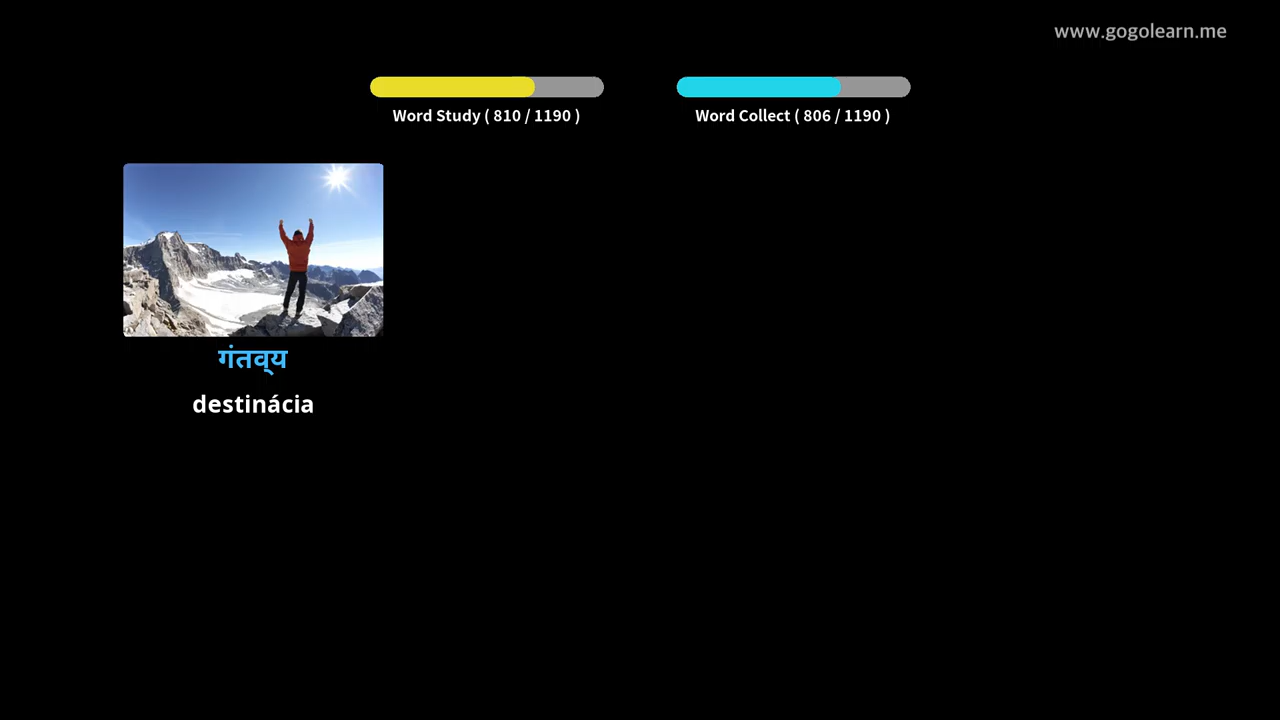 www.gogolearn.me
Word Study ( 810 / 1190 )
Word Collect ( 806 / 1190 )
गंतव्य
destinácia